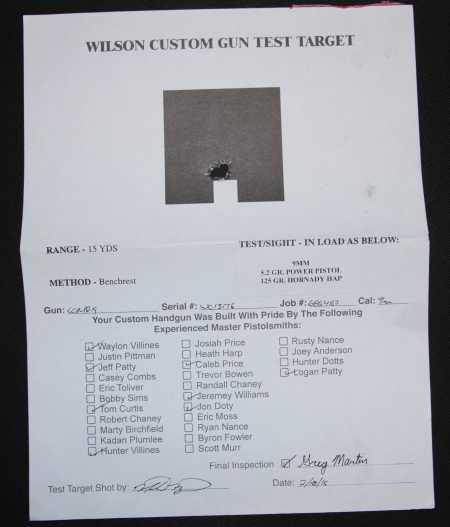 WILSON CUSTOM GUN TEST TARGET
RANGE - 15 YDS
TEST/SIGHT - IN LOAD AS BELOW:
9MM
5.2 GR. POWER PISTOL
125 GR. HORNADY HAP
METHOD - Benchrest
Gun: Serial #: WC13176 Job #: Cal: 9mm
Your Custom Handgun Was Built With Pride By The Following
Experienced Master Pistolsmiths:
Waylon Villines
Justin Pittman
Jeff Patty
Casey Combs
Eric Toliver
Bobby Sims
Tom Curtis
Robert Chaney
Marty Birchfield
Kadan Plumlee
Hunter Villines
Josiah Price
Heath Harp
Caleb Price
Trevor Bowen
Randall Chaney
Jeremey Williams
Jon Doty
Eric Moss
Ryan Nance
Byron Fowler
Scott Murr
Rusty Nance
Joey Anderson
Hunter Dotts
Logan Patty
Final Inspection Greg Martin
Test Target Shot by:
Date: